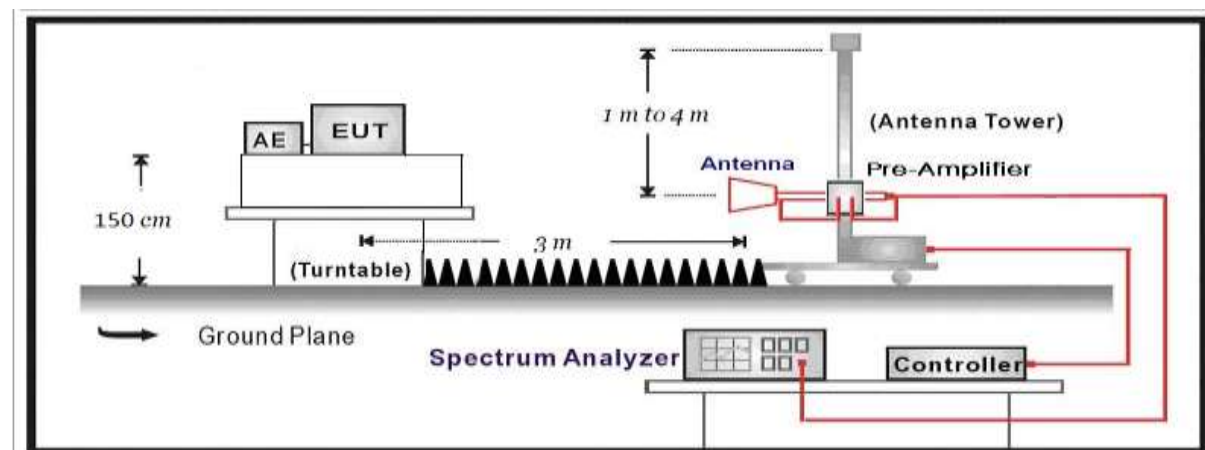 1 m to 4 m
(Antenna Tower)
AE
EUT
Antenna
Pre-Amplifier
150 cm
3 m
(Turntable)
Ground Plane
Spectrum Analyzer
Controller